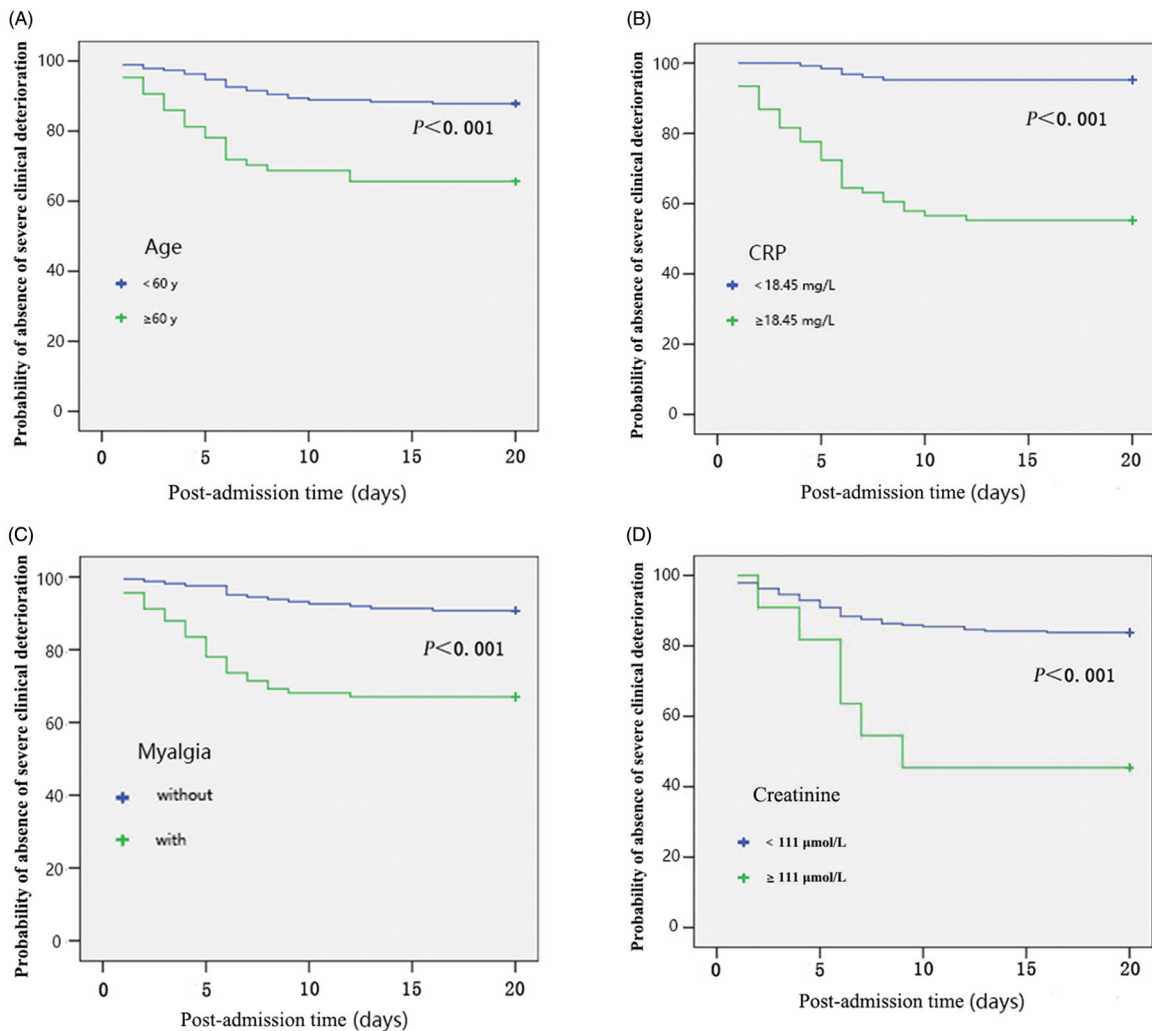 (A)
Probability of absence of severe clinical deterioration
100
80
60
40
20
0
P<0.001
Age
< 60 y
≥60 y
0 5 10 15 20
Post-admission time (days)
(B)
Probability of absence of severe clinical deterioration
100
80
60
40
20
0
P<0.001
CRP
< 18.45 mg/L
≥18.45 mg/L
0 5 10 15 20
Post-admission time (days)
(C)
Probability of absence of severe clinical deterioration
100
80
60
40
20
0
P<0.001
Myalgia
without
with
0 5 10 15 20
Post-admission time (days)
(D)
Probability of absence of severe clinical deterioration
100
80
60
40
20
0
P<0.001
Creatinine
< 111 μmol/L
≥ 111 μmol/L
0 5 10 15 20
Post-admission time (days)